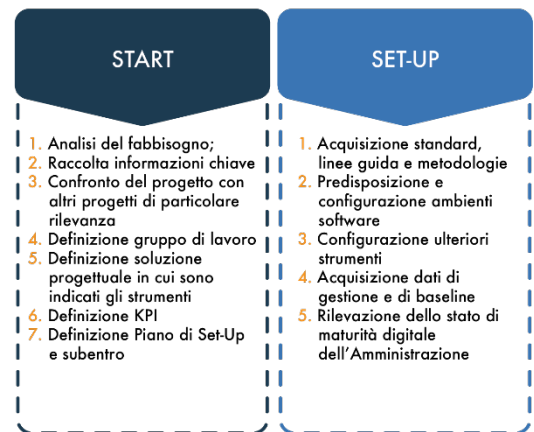 START
1. Analisi del fabbisogno;
2. Raccolta informazioni chiave
3. Confronto del progetto con
altri progetti di particolare
rilevanza
4. Definizione gruppo di lavoro
5. Definizione soluzione
progettuale in cui sono
indicati gli strumenti
6. Definizione KPI
7. Definizione Piano di Set-Up
e subentro
SET-UP
1. Acquisizione standard,
linee guida e metodologie
2. Predisposizione e
configurazione ambienti
software
3. Configurazione ulteriori
strumenti
4. Acquisizione dati di
gestione e di baseline
5. Rilevazione dello stato di
maturità digitale
dell'Amministrazione